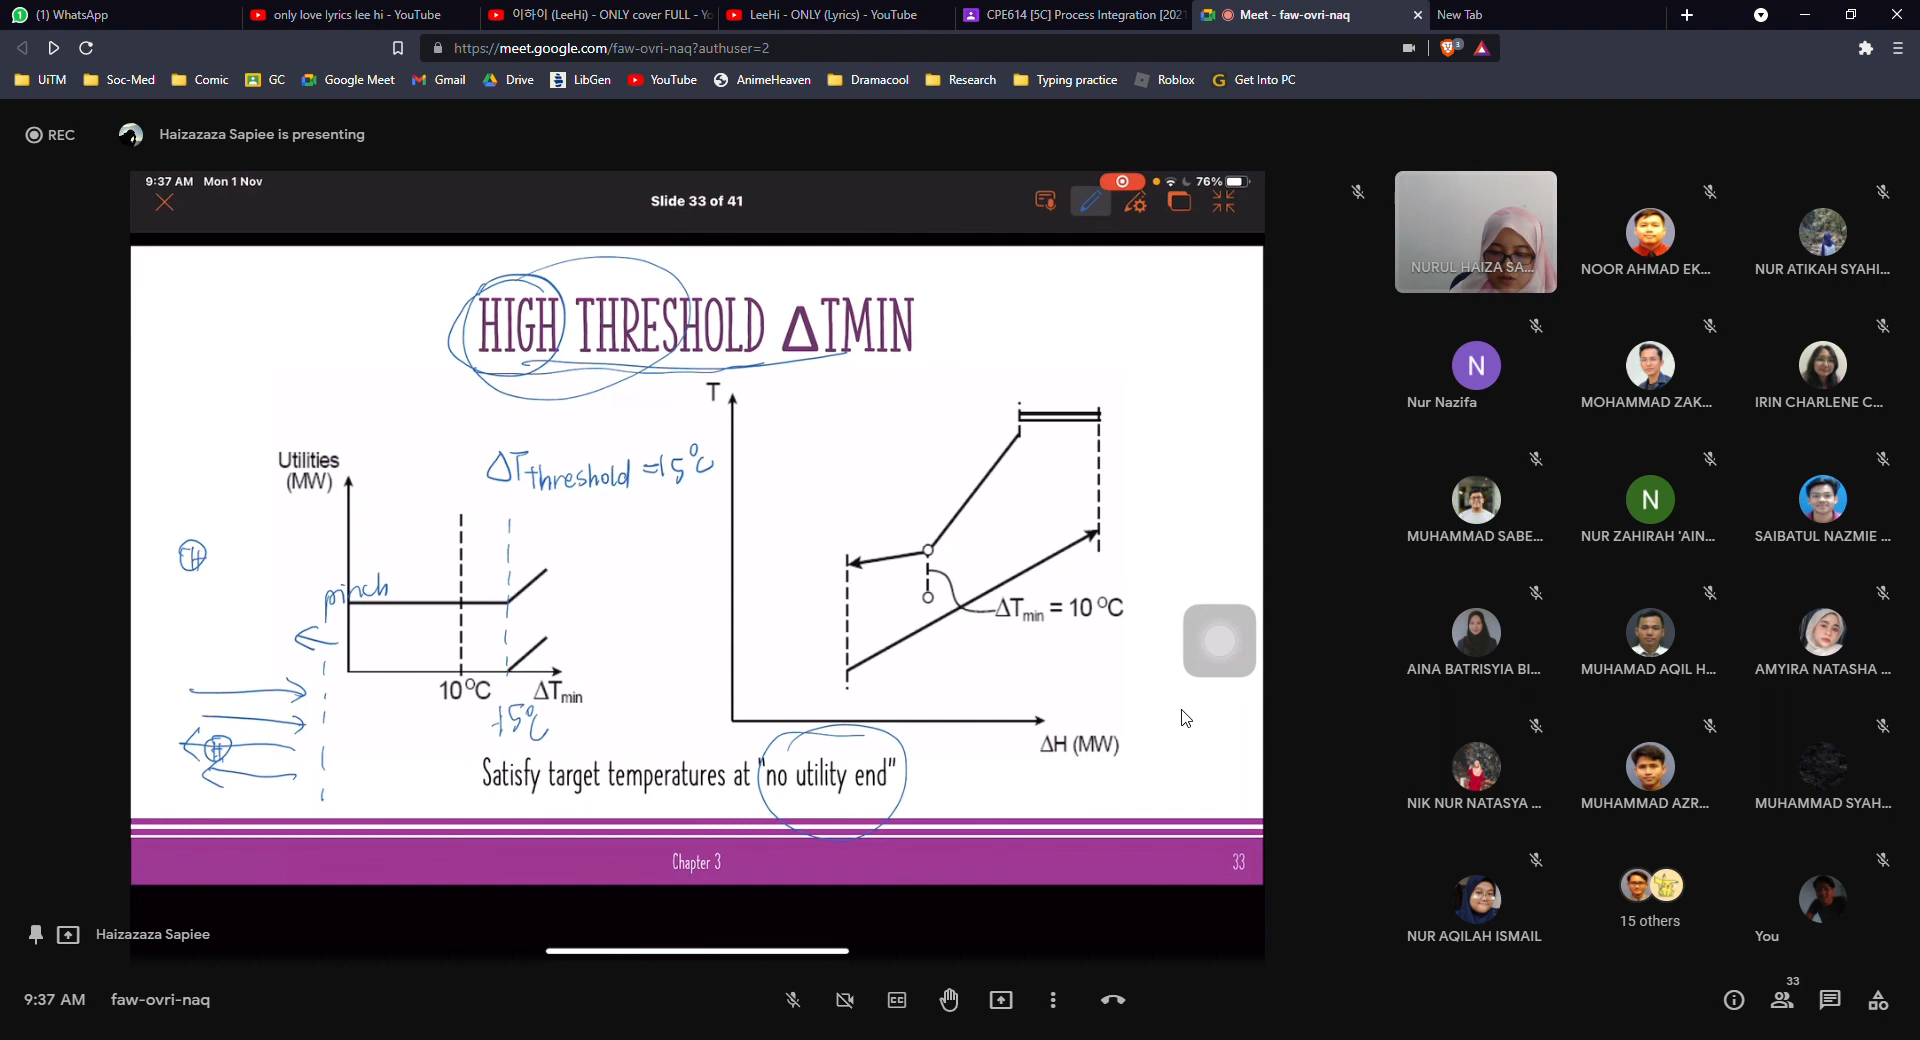 (1) WhatsApp
only love lyrics lee hi - YouTube
이하이 (LeeHi) - ONLY cover FULL - Yo
LeeHi - ONLY (Lyrics) - YouTube
CPE614 [5C] Process Integration [2021
Meet - faw-ovri-naq
New Tab
https://meet.google.com/faw-ovri-naq?authuser=2
3
UiTM
Soc-Med
Comic
GC
Google Meet
Gmail
Drive
LibGen
YouTube
AnimeHeaven
Dramacool
Research
Typing practice
Roblox
Get Into PC
REC
Haizazaza Sapiee is presenting
9:37 AM Mon 1 Nov
76%
Slide 33 of 41
HIGH THRESHOLD ΔTMIN
T
Utilities
(MW)
ΔTthreshold = 15°C
H
pinch
ΔTmin = 10 °C
10°C
ΔTmin
15°C
H
ΔH (MW)
Satisfy target temperatures at "no utility end"
Chapter 3
33
NURUL HAIZA SA...
NOOR AHMAD EK...
NUR ATIKAH SYAHI...
N
Nur Nazifa
MOHAMMAD ZAK...
IRIN CHARLENE C...
MUHAMMAD SABE...
N
NUR ZAHIRAH 'AIN...
SAIBATUL NAZMIE ...
AINA BATRISYIA BI...
MUHAMAD AQIL H...
AMYIRA NATASHA ...
NIK NUR NATASYA ...
MUHAMMAD AZR...
MUHAMMAD SYAH...
NUR AQILAH ISMAIL
15 others
You
Haizazaza Sapiee
9:37 AM
faw-ovri-naq
33